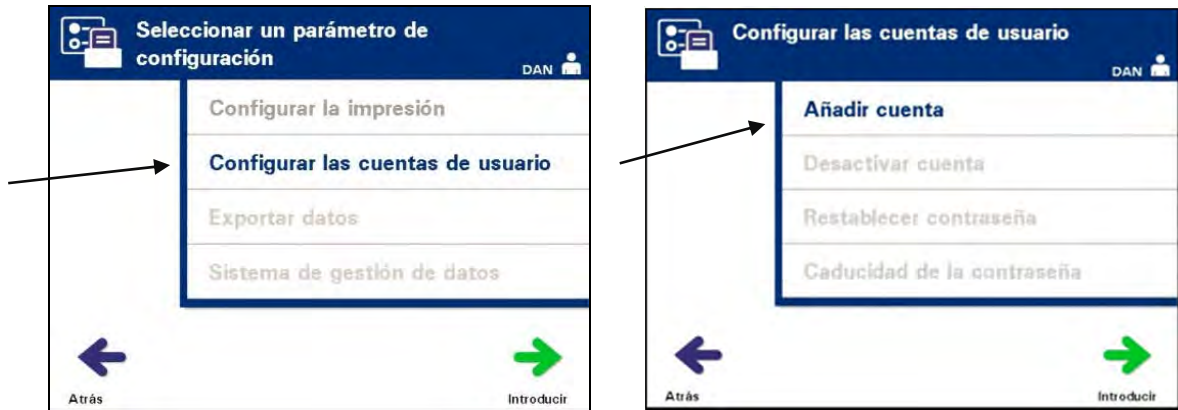 Seleccionar un parámetro de
configuración
DAN
Configurar la impresión
Configurar las cuentas de usuario
Exportar datos
Sistema de gestión de datos
Atrás
Introducir
Configurar las cuentas de usuario
DAN
Añadir cuenta
Desactivar cuenta
Restablecer contraseña
Caducidad de la contraseña
Atrás
Introducir